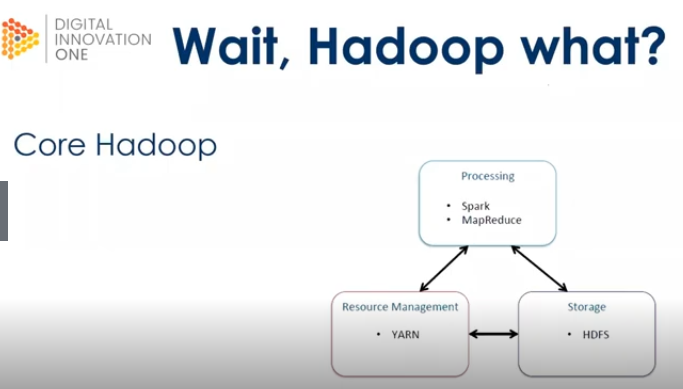 DIGITAL
INNOVATION
ONE
Wait, Hadoop what?
Core Hadoop
Processing
• Spark
• MapReduce
Resource Management
• YARN
Storage
• HDFS